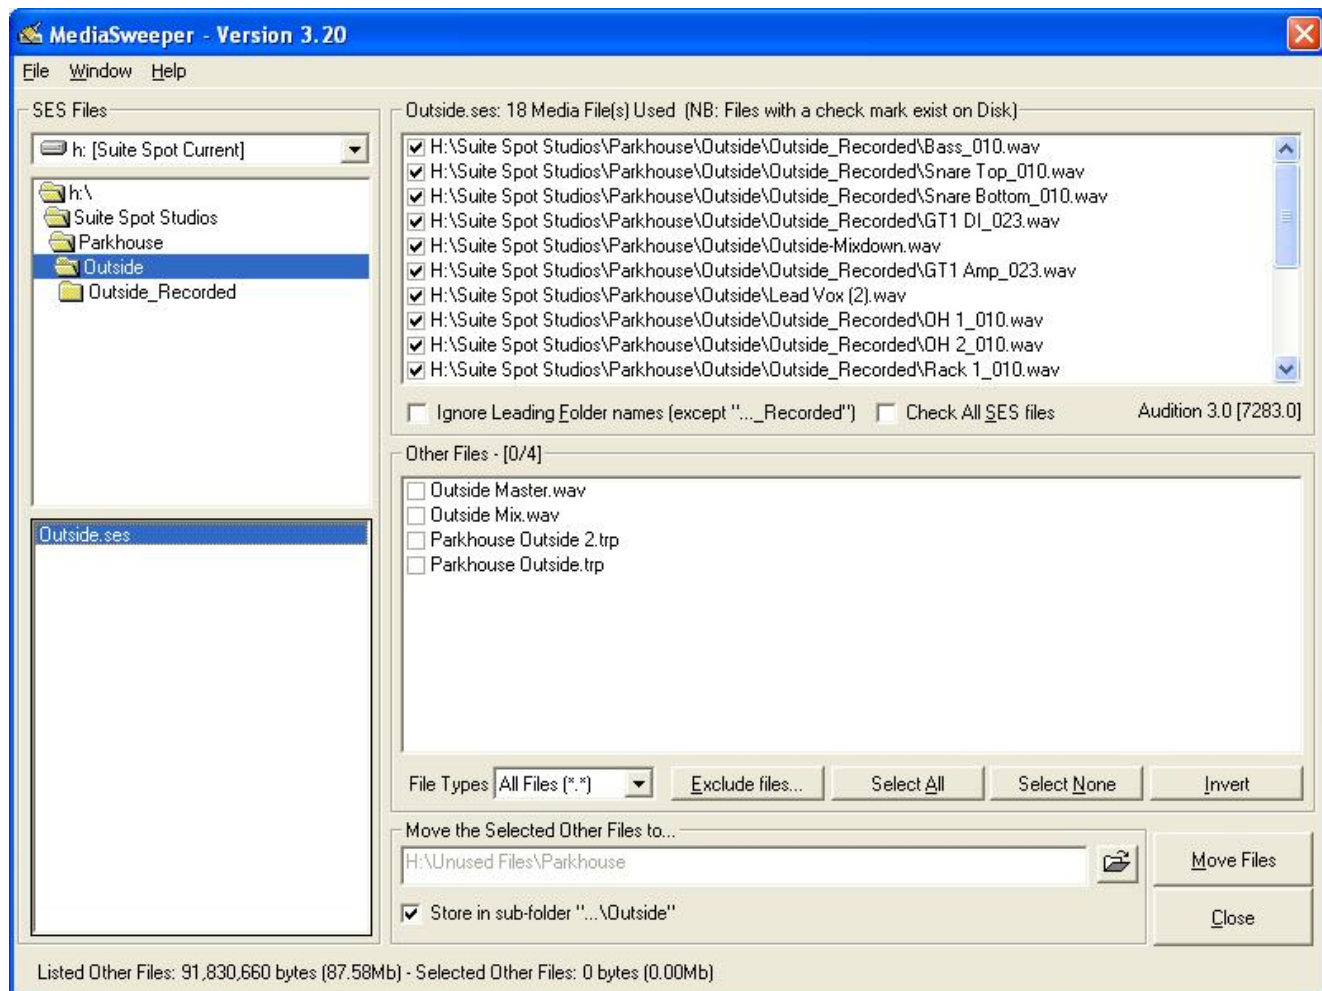 MediaSweeper - Version 3.20
File Window Help
SES Files
h: [Suite Spot Current]
h:\
Suite Spot Studios
Parkhouse
Outside
Outside_Recorded
Outside.ses
Outside.ses: 18 Media File(s) Used (NB: Files with a check mark exist on Disk)
H:\Suite Spot Studios\Parkhouse\Outside\Outside_Recorded\Bass_010.wav
H:\Suite Spot Studios\Parkhouse\Outside\Outside_Recorded\Snare Top_010.wav
H:\Suite Spot Studios\Parkhouse\Outside\Outside_Recorded\Snare Bottom_010.wav
H:\Suite Spot Studios\Parkhouse\Outside\Outside_Recorded\GT1 DI_023.wav
H:\Suite Spot Studios\Parkhouse\Outside\Outside-Mixdown.wav
H:\Suite Spot Studios\Parkhouse\Outside\Outside_Recorded\GT1 Amp_023.wav
H:\Suite Spot Studios\Parkhouse\Outside\Lead Vox (2).wav
H:\Suite Spot Studios\Parkhouse\Outside\Outside_Recorded\OH 1_010.wav
H:\Suite Spot Studios\Parkhouse\Outside\Outside_Recorded\OH 2_010.wav
H:\Suite Spot Studios\Parkhouse\Outside\Outside_Recorded\Rack 1_010.wav
Ignore Leading Folder names (except "..._Recorded") Check All SES files Audition 3.0 [7283.0]
Other Files - [0/4]
Outside Master.wav
Outside Mix.wav
Parkhouse Outside 2.trp
Parkhouse Outside.trp
File Types All Files (*.*) Exclude files... Select All Select None Invert
Move the Selected Other Files to...
H:\Unused Files\Parkhouse
Move Files
Store in sub-folder "...\Outside"
Close
Listed Other Files: 91,830,660 bytes (87.58Mb) - Selected Other Files: 0 bytes (0.00Mb)